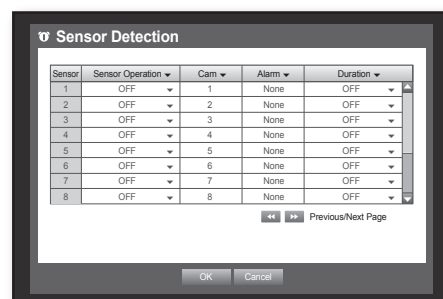 Sensor Detection
Sensor Sensor Operation Cam Alarm Duration
1 OFF 1 None OFF
2 OFF 2 None OFF
3 OFF 3 None OFF
4 OFF 4 None OFF
5 OFF 5 None OFF
6 OFF 6 None OFF
7 OFF 7 None OFF
8 OFF 8 None OFF
Previous/Next Page
OK Cancel